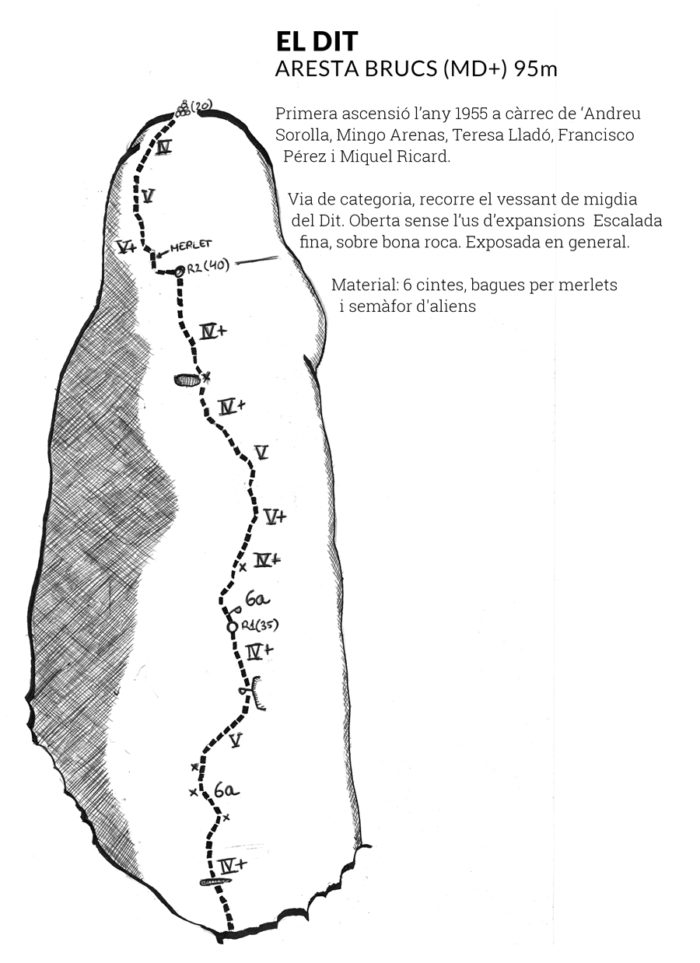 EL DIT
ARESTA BRUCS (MD+) 95m
Primera ascensió l'any 1955 a càrrec de 'Andreu
Sorolla, Mingo Arenas, Teresa Lladó, Francisco
Pérez i Miquel Ricard.
Via de categoria, recorre el vessant de migdia
del Dit. Oberta sense l'us d'expansions Escalada
fina, sobre bona roca. Exposada en general.
Material: 6 cintes, bagues per merlets
i semàfor d'aliens
(20)
IV
V
V+
MERLET
R2(40)
IV+
IV+
V
V+
IV+
6a
R1(35)
IV+
V
6a
IV+